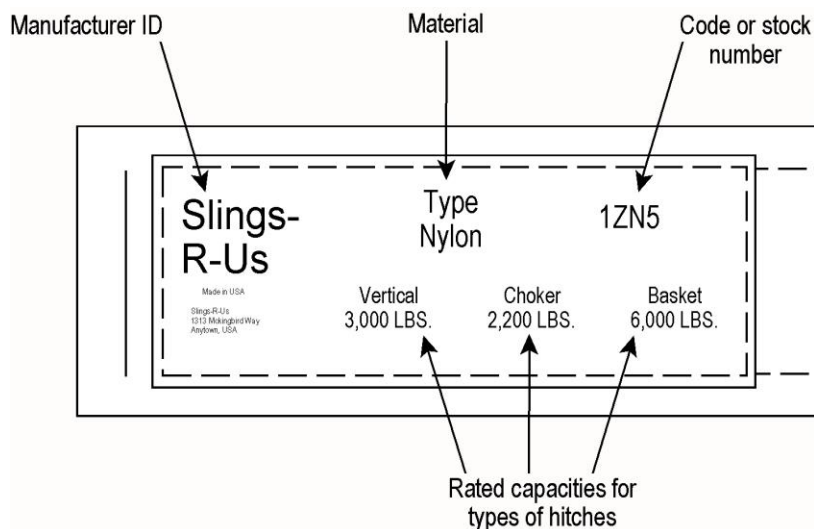 Manufacturer ID
Material
Code or stock
number
Slings-
R-Us
Type
Nylon
1ZN5
Made in USA
Slings-R-Us
1313 Mckingbird Way
Anytown, USA
Vertical
3,000 LBS.
Choker
2,200 LBS.
Basket
6,000 LBS.
Rated capacities for
types of hitches